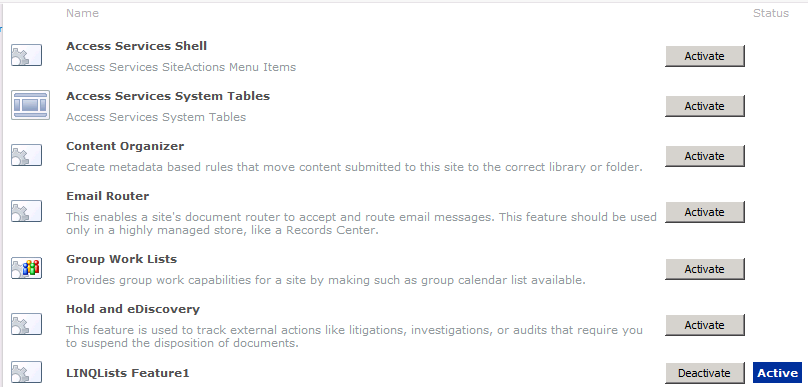 Name Status
Access Services Shell
Access Services SiteActions Menu Items
Activate
Access Services System Tables
Access Services System Tables
Activate
Content Organizer
Create metadata based rules that move content submitted to this site to the correct library or folder.
Activate
Email Router
This enables a site's document router to accept and route email messages. This feature should be used
only in a highly managed store, like a Records Center.
Activate
Group Work Lists
Provides group work capabilities for a site by making such as group calendar list available.
Activate
Hold and eDiscovery
This feature is used to track external actions like litigations, investigations, or audits that require you
to suspend the disposition of documents.
Activate
LINQLists Feature1
Deactivate Active